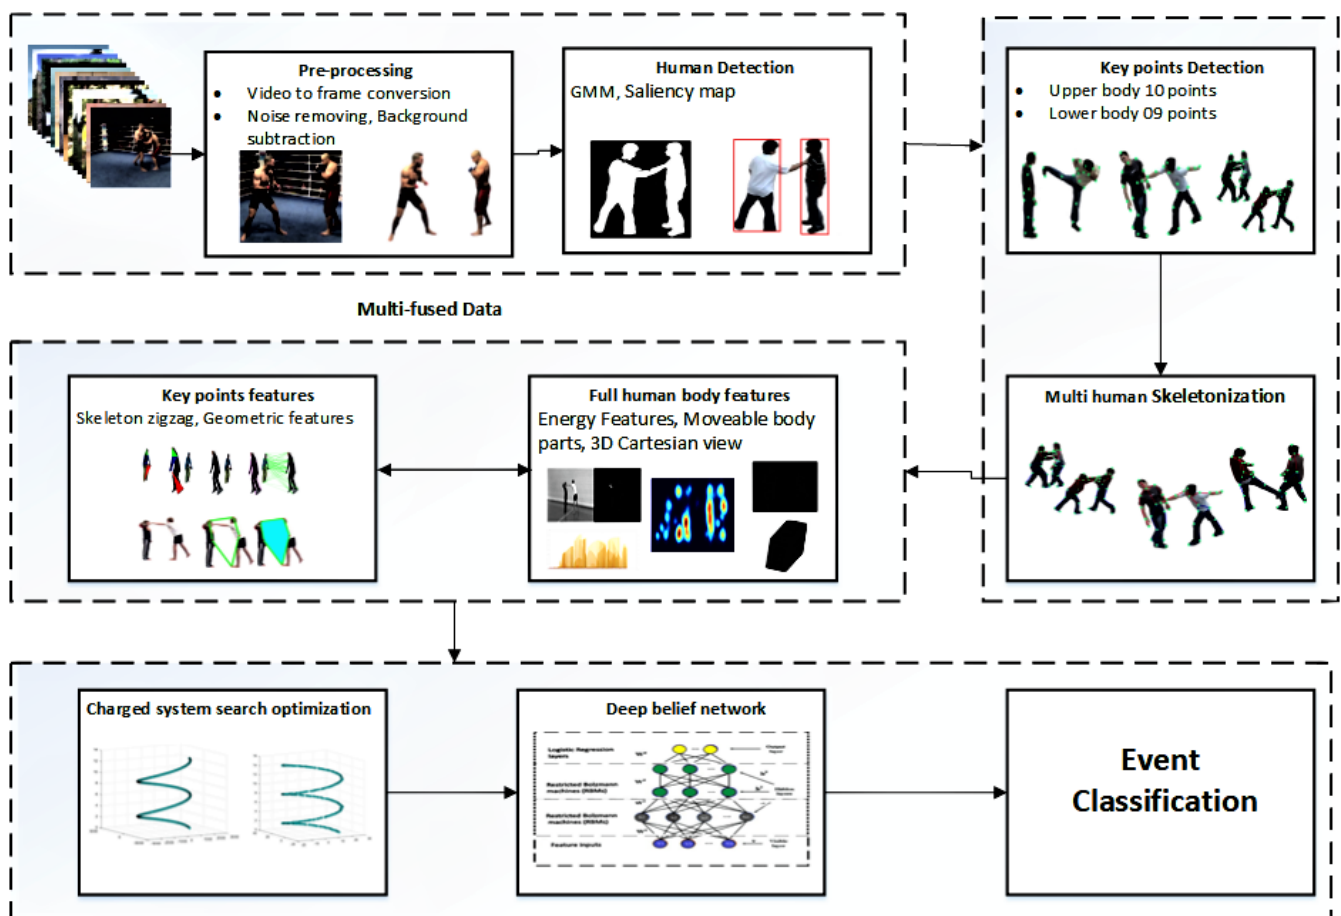 Pre-processing
• Video to frame conversion
• Noise removing, Background
subtraction
Human Detection
GMM, Saliency map
Key points Detection
• Upper body 10 points
• Lower body 09 points
Multi-fused Data
Key points features
Skeleton zigzag, Geometric features
Full human body features
Energy Features, Moveable body
parts, 3D Cartesian view
Multi human Skeletonization
Charged system search optimization
Deep belief network
Logistic Regression
layers
Restricted Bolzmann
machines (RBMs)
Restricted Bolzmann
machines (RBMs)
Feature Inputs
Event
Classification